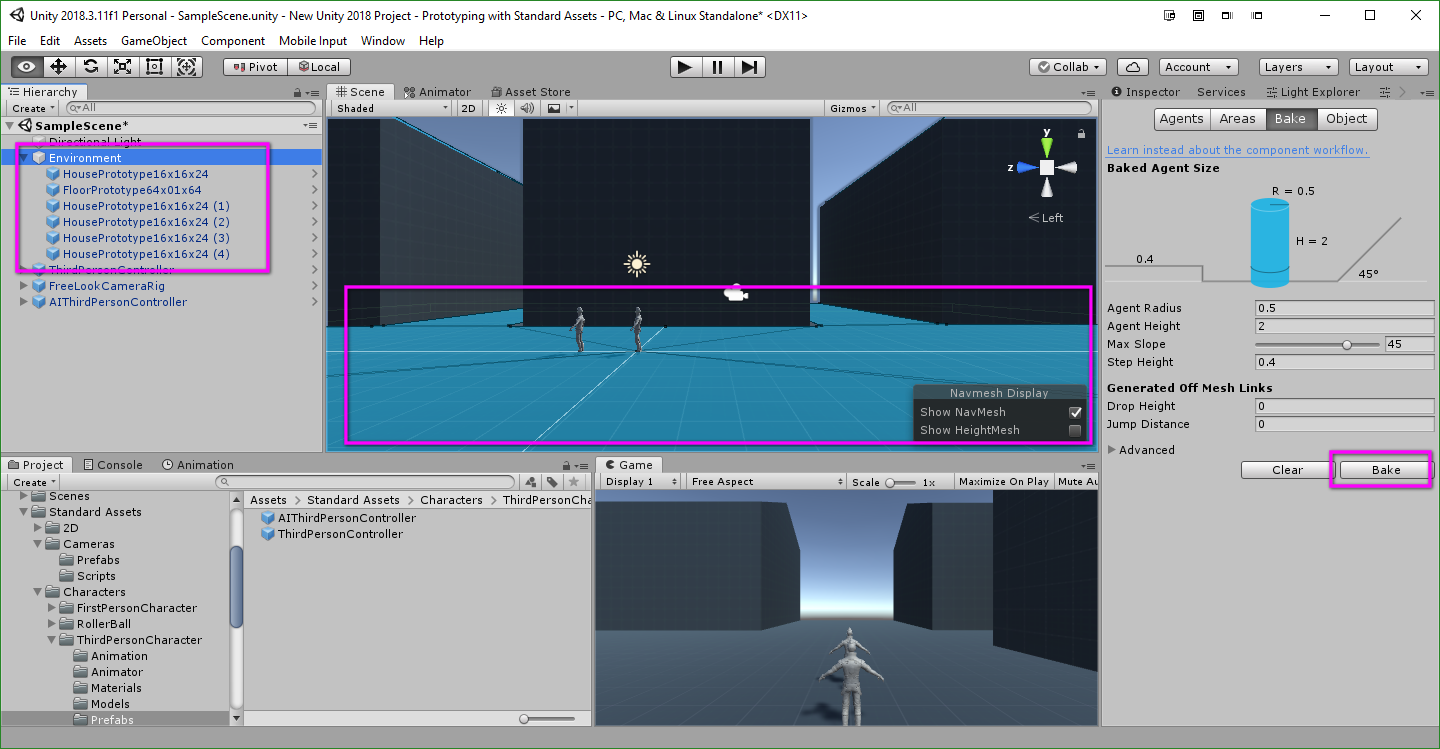 Unity 2018.3.11f1 Personal - SampleScene.unity - New Unity 2018 Project - Prototyping with Standard Assets - PC, Mac & Linux Standalone* <DX11>
File Edit Assets GameObject Component Mobile Input Window Help
Pivot Local Collab Account Layers Layout
Hierarchy
Create All
SampleScene*
Directional Light
Environment
HousePrototype16x16x24
FloorPrototype64x01x64
HousePrototype16x16x24 (1)
HousePrototype16x16x24 (2)
HousePrototype16x16x24 (3)
HousePrototype16x16x24 (4)
ThirdPersonController
FreeLookCameraRig
AIThirdPersonController
Scene Animator Asset Store
Shaded 2D Gizmos All
y
z
Left
Navmesh Display
Show NavMesh
Show HeightMesh
Inspector Services Light Explorer
Agents Areas Bake Object
Learn instead about the component workflow.
Baked Agent Size
R = 0.5
H = 2
0.4
45°
Agent Radius 0.5
Agent Height 2
Max Slope 45
Step Height 0.4
Generated Off Mesh Links
Drop Height 0
Jump Distance 0
Advanced
Clear Bake
Project Console Animation
Create
Scenes
Standard Assets
2D
Cameras
Prefabs
Scripts
Characters
FirstPersonCharacter
RollerBall
ThirdPersonCharacter
Animation
Animator
Materials
Models
Prefabs
Assets Standard Assets Characters ThirdPersonCha
AIThirdPersonController
ThirdPersonController
Game
Display 1 Free Aspect Scale 1x Maximize On Play Mute Au